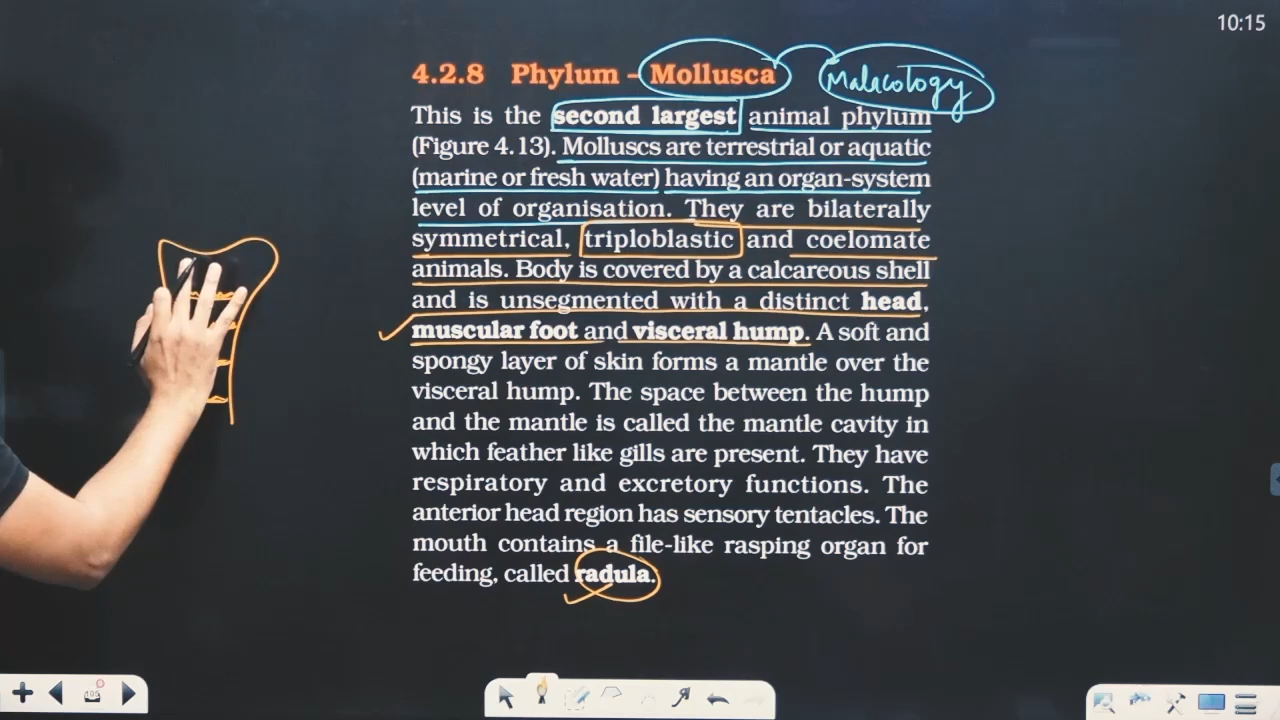 10:15
4.2.8 Phylum - Mollusca Malacology
This is the second largest animal phylum
(Figure 4.13). Molluscs are terrestrial or aquatic
(marine or fresh water) having an organ-system
level of organisation. They are bilaterally
symmetrical, triploblastic and coelomate
animals. Body is covered by a calcareous shell
and is unsegmented with a distinct head,
muscular foot and visceral hump. A soft and
spongy layer of skin forms a mantle over the
visceral hump. The space between the hump
and the mantle is called the mantle cavity in
which feather like gills are present. They have
respiratory and excretory functions. The
anterior head region has sensory tentacles. The
mouth contains a file-like rasping organ for
feeding, called radula.